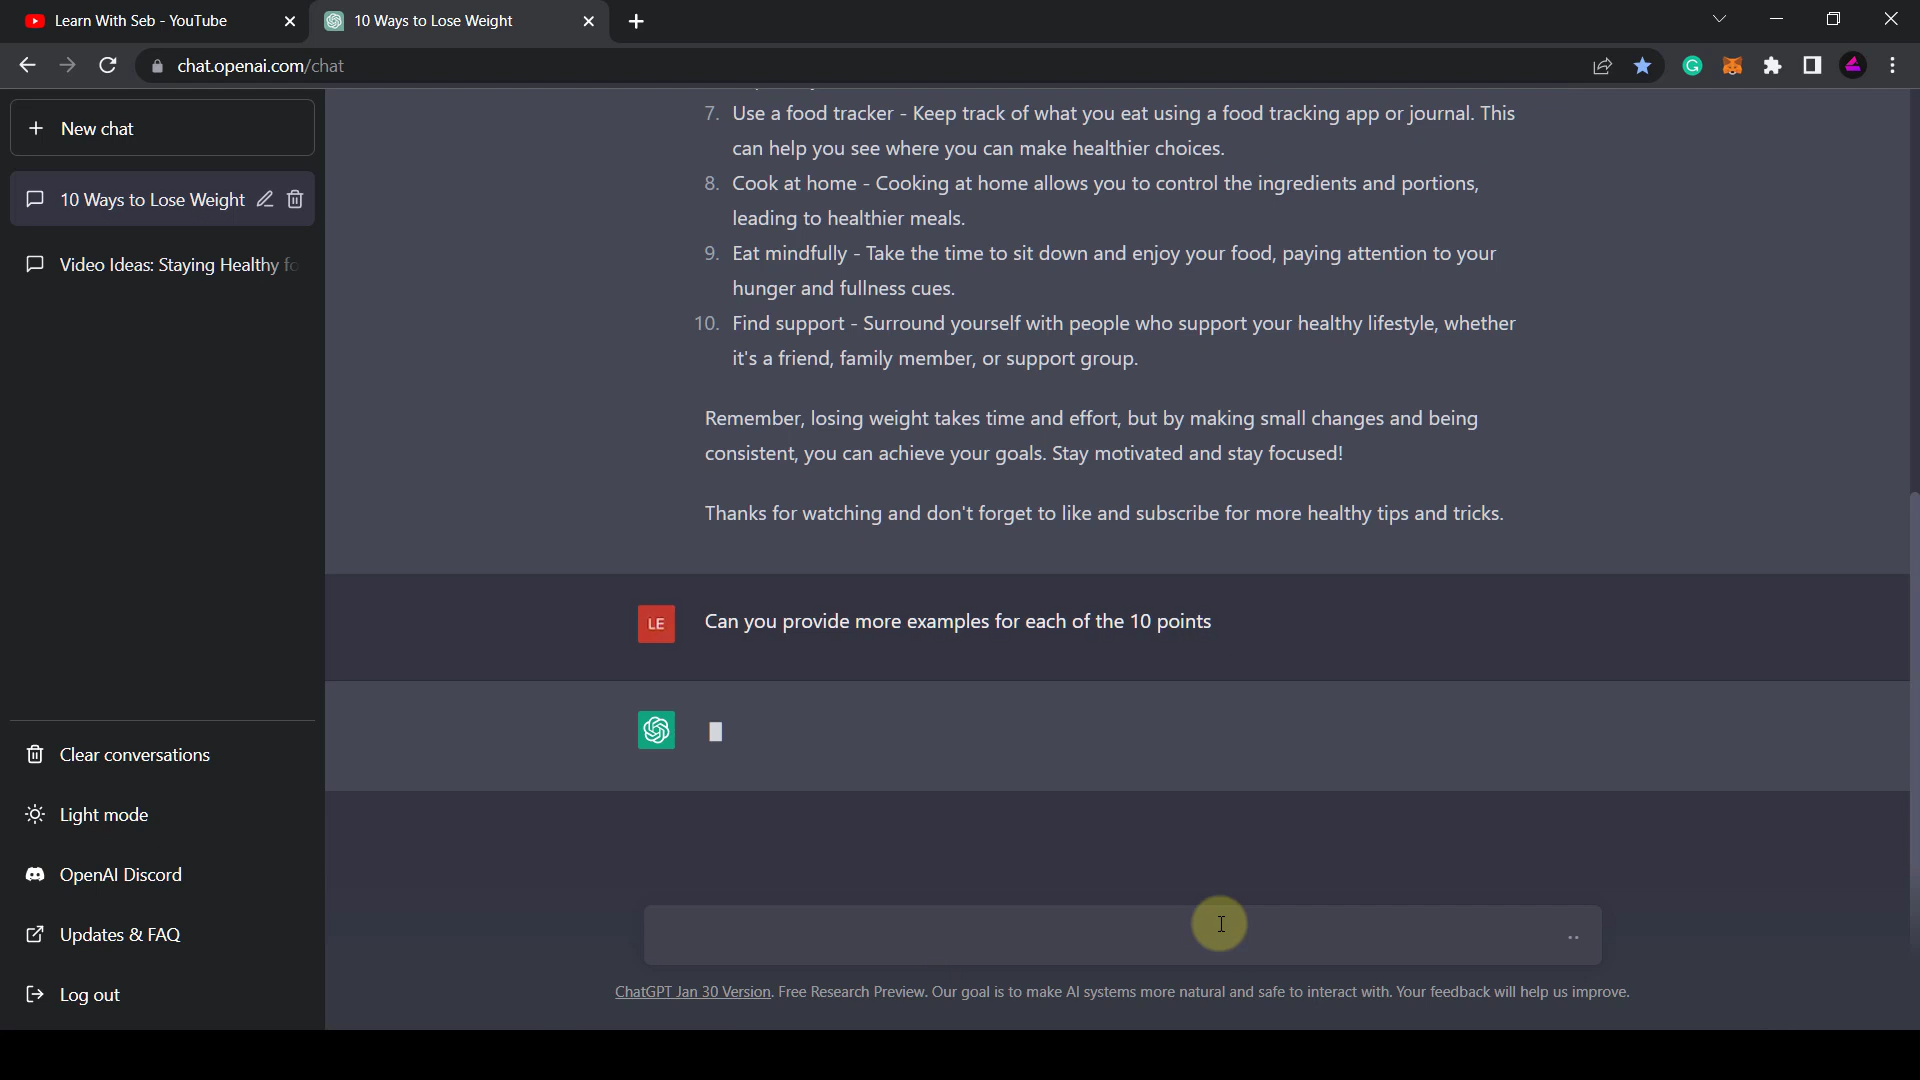 Learn With Seb - YouTube
10 Ways to Lose Weight
chat.openai.com/chat
New chat
10 Ways to Lose Weight
Video Ideas: Staying Healthy fo
Clear conversations
Light mode
OpenAI Discord
Updates & FAQ
Log out
7. Use a food tracker - Keep track of what you eat using a food tracking app or journal. This
can help you see where you can make healthier choices.
8. Cook at home - Cooking at home allows you to control the ingredients and portions,
leading to healthier meals.
9. Eat mindfully - Take the time to sit down and enjoy your food, paying attention to your
hunger and fullness cues.
10. Find support - Surround yourself with people who support your healthy lifestyle, whether
it's a friend, family member, or support group.
Remember, losing weight takes time and effort, but by making small changes and being
consistent, you can achieve your goals. Stay motivated and stay focused!
Thanks for watching and don't forget to like and subscribe for more healthy tips and tricks.
LE Can you provide more examples for each of the 10 points
ChatGPT Jan 30 Version. Free Research Preview. Our goal is to make AI systems more natural and safe to interact with. Your feedback will help us improve.